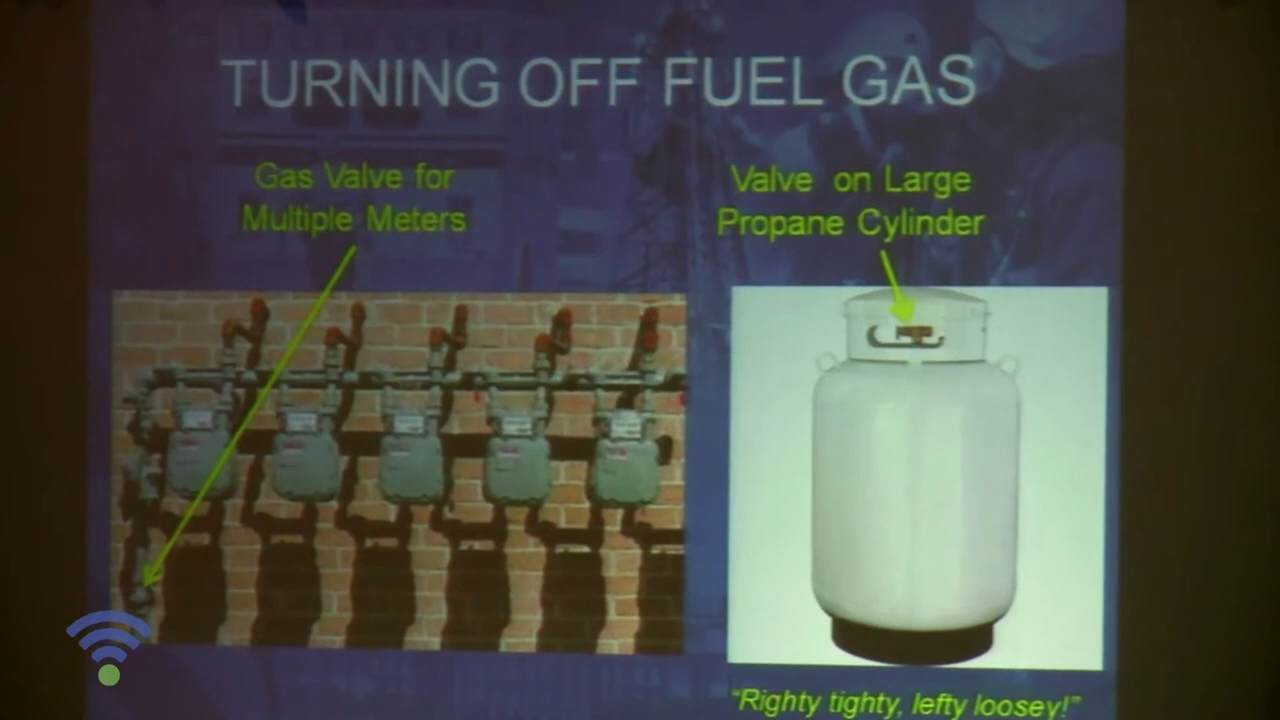 TURNING OFF FUEL GAS
Gas Valve for
Multiple Meters
Valve on Large
Propane Cylinder
"Righty tighty, lefty loosey!"